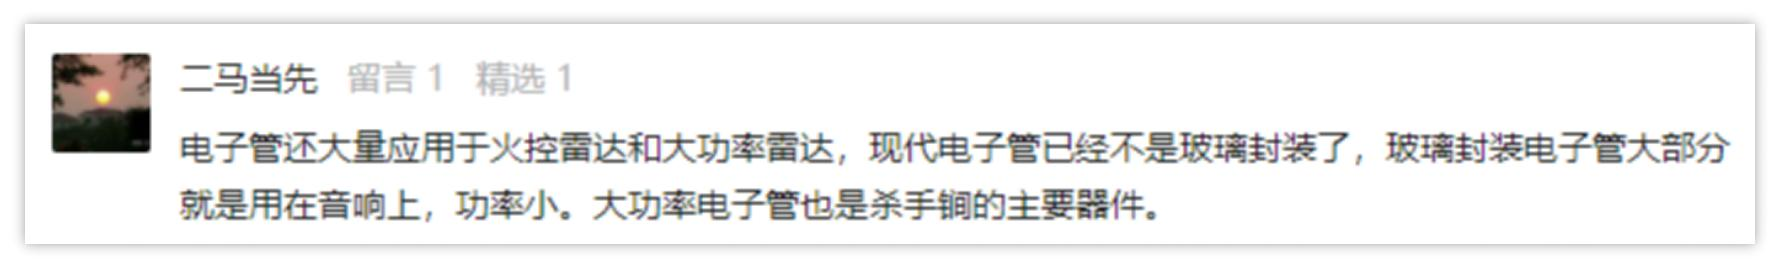 二马当先 留言 1 精选 1
电子管还大量应用于火控雷达和大功率雷达，现代电子管已经不是玻璃封装了，玻璃封装电子管大部分
就是用在音响上，功率小。大功率电子管也是杀手锏的主要器件。